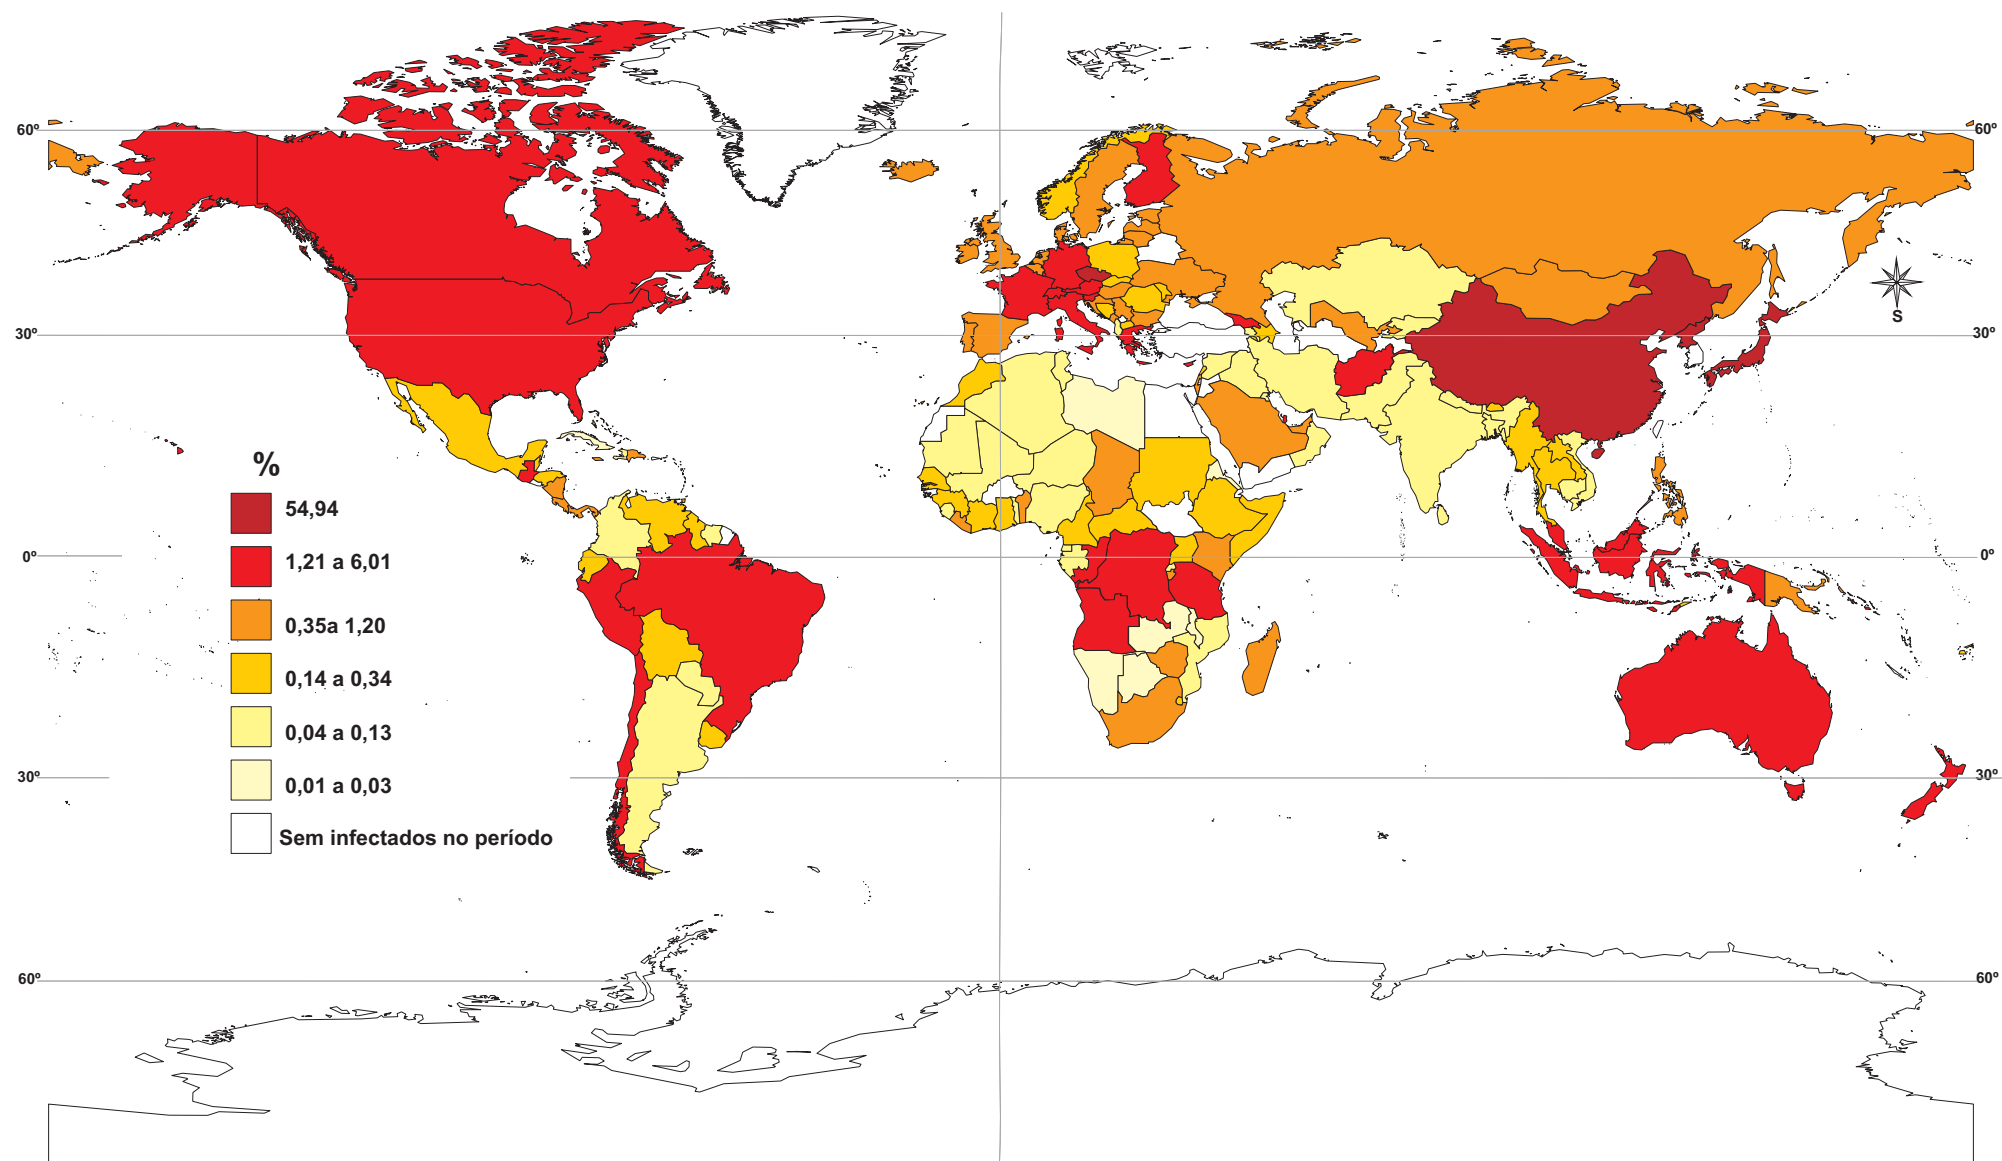 60º
60º
S
30º
30º
%
54,94
1,21 a 6,01
0º
0º
0,35a 1,20
0,14 a 0,34
0,04 a 0,13
30º
30º
0,01 a 0,03
Sem infectados no período
60º
60º